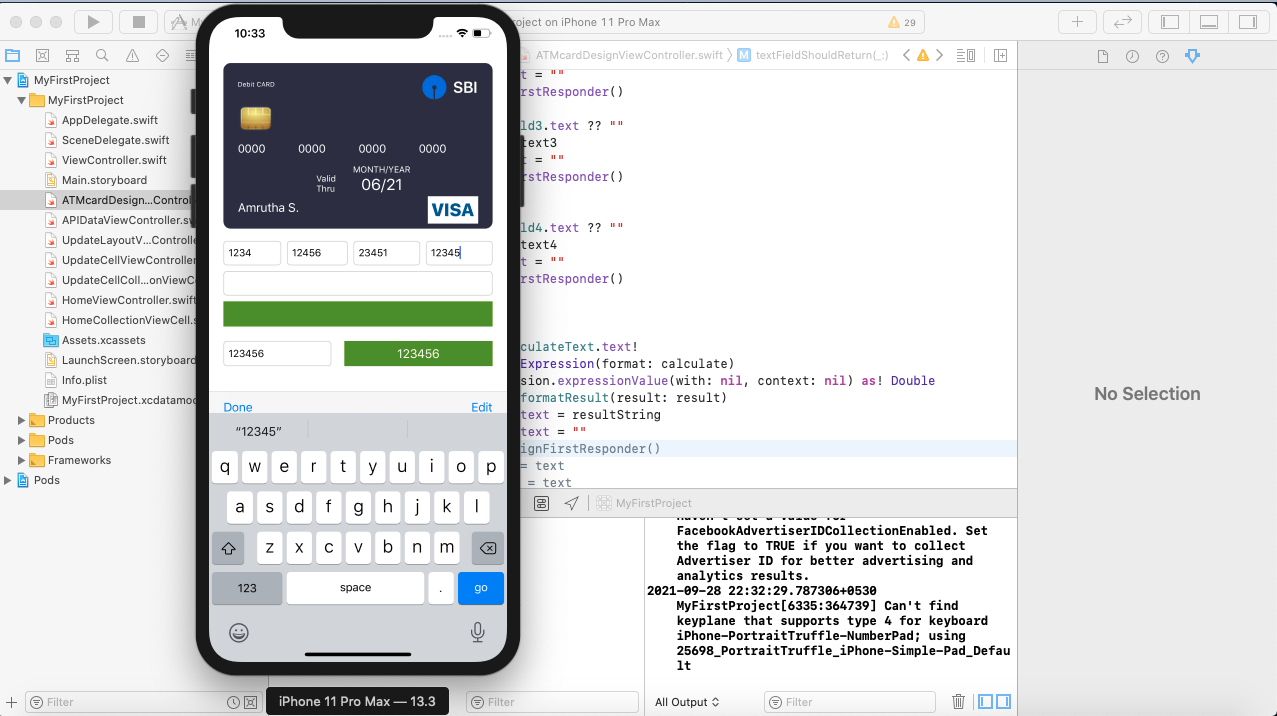 10:33
roject on iPhone 11 Pro Max
29
MyFirstProject
MyFirstProject
AppDelegate.swift
SceneDelegate.swift
ViewController.swift
Main.storyboard
ATMcardDesign...Control
APIDataViewController.sw
UpdateLayoutV...Controlle
UpdateCellViewController
UpdateCellColl...onViewC
HomeViewController.swift
HomeCollectionViewCell.s
Assets.xcassets
LaunchScreen.storyboard
Info.plist
MyFirstProject.xcdatamod
Products
Pods
Frameworks
Pods
Filter
Debit CARD
SBI
0000 0000 0000 0000
MONTH/YEAR
Valid
Thru
06/21
Amrutha S.
VISA
1234 12456 23451 12345
123456 123456
Done Edit
“12345”
q w e r t y u i o p
a s d f g h j k l
z x c v b n m
123 space . go
iPhone 11 Pro Max — 13.3
ATMcardDesignViewController.swift
M textFieldShouldReturn(_:)
t = ""
rstResponder()
ld3.text ?? ""
text3
t = ""
rstResponder()
ld4.text ?? ""
text4
t = ""
rstResponder()
culateText.text!
Expression(format: calculate)
sion.expressionValue(with: nil, context: nil) as! Double
formatResult(result: result)
text = resultString
text = ""
ignFirstResponder()
= text
= text
MyFirstProject
FacebookAdvertiserIDCollectionEnabled. Set
the flag to TRUE if you want to collect
Advertiser ID for better advertising and
analytics results.
2021-09-28 22:32:29.787306+0530
MyFirstProject[6335:364739] Can't find
keyplane that supports type 4 for keyboard
iPhone-PortraitTruffle-NumberPad; using
25698_PortraitTruffle_iPhone-Simple-Pad_Defau
lt
Filter
All Output
Filter
No Selection